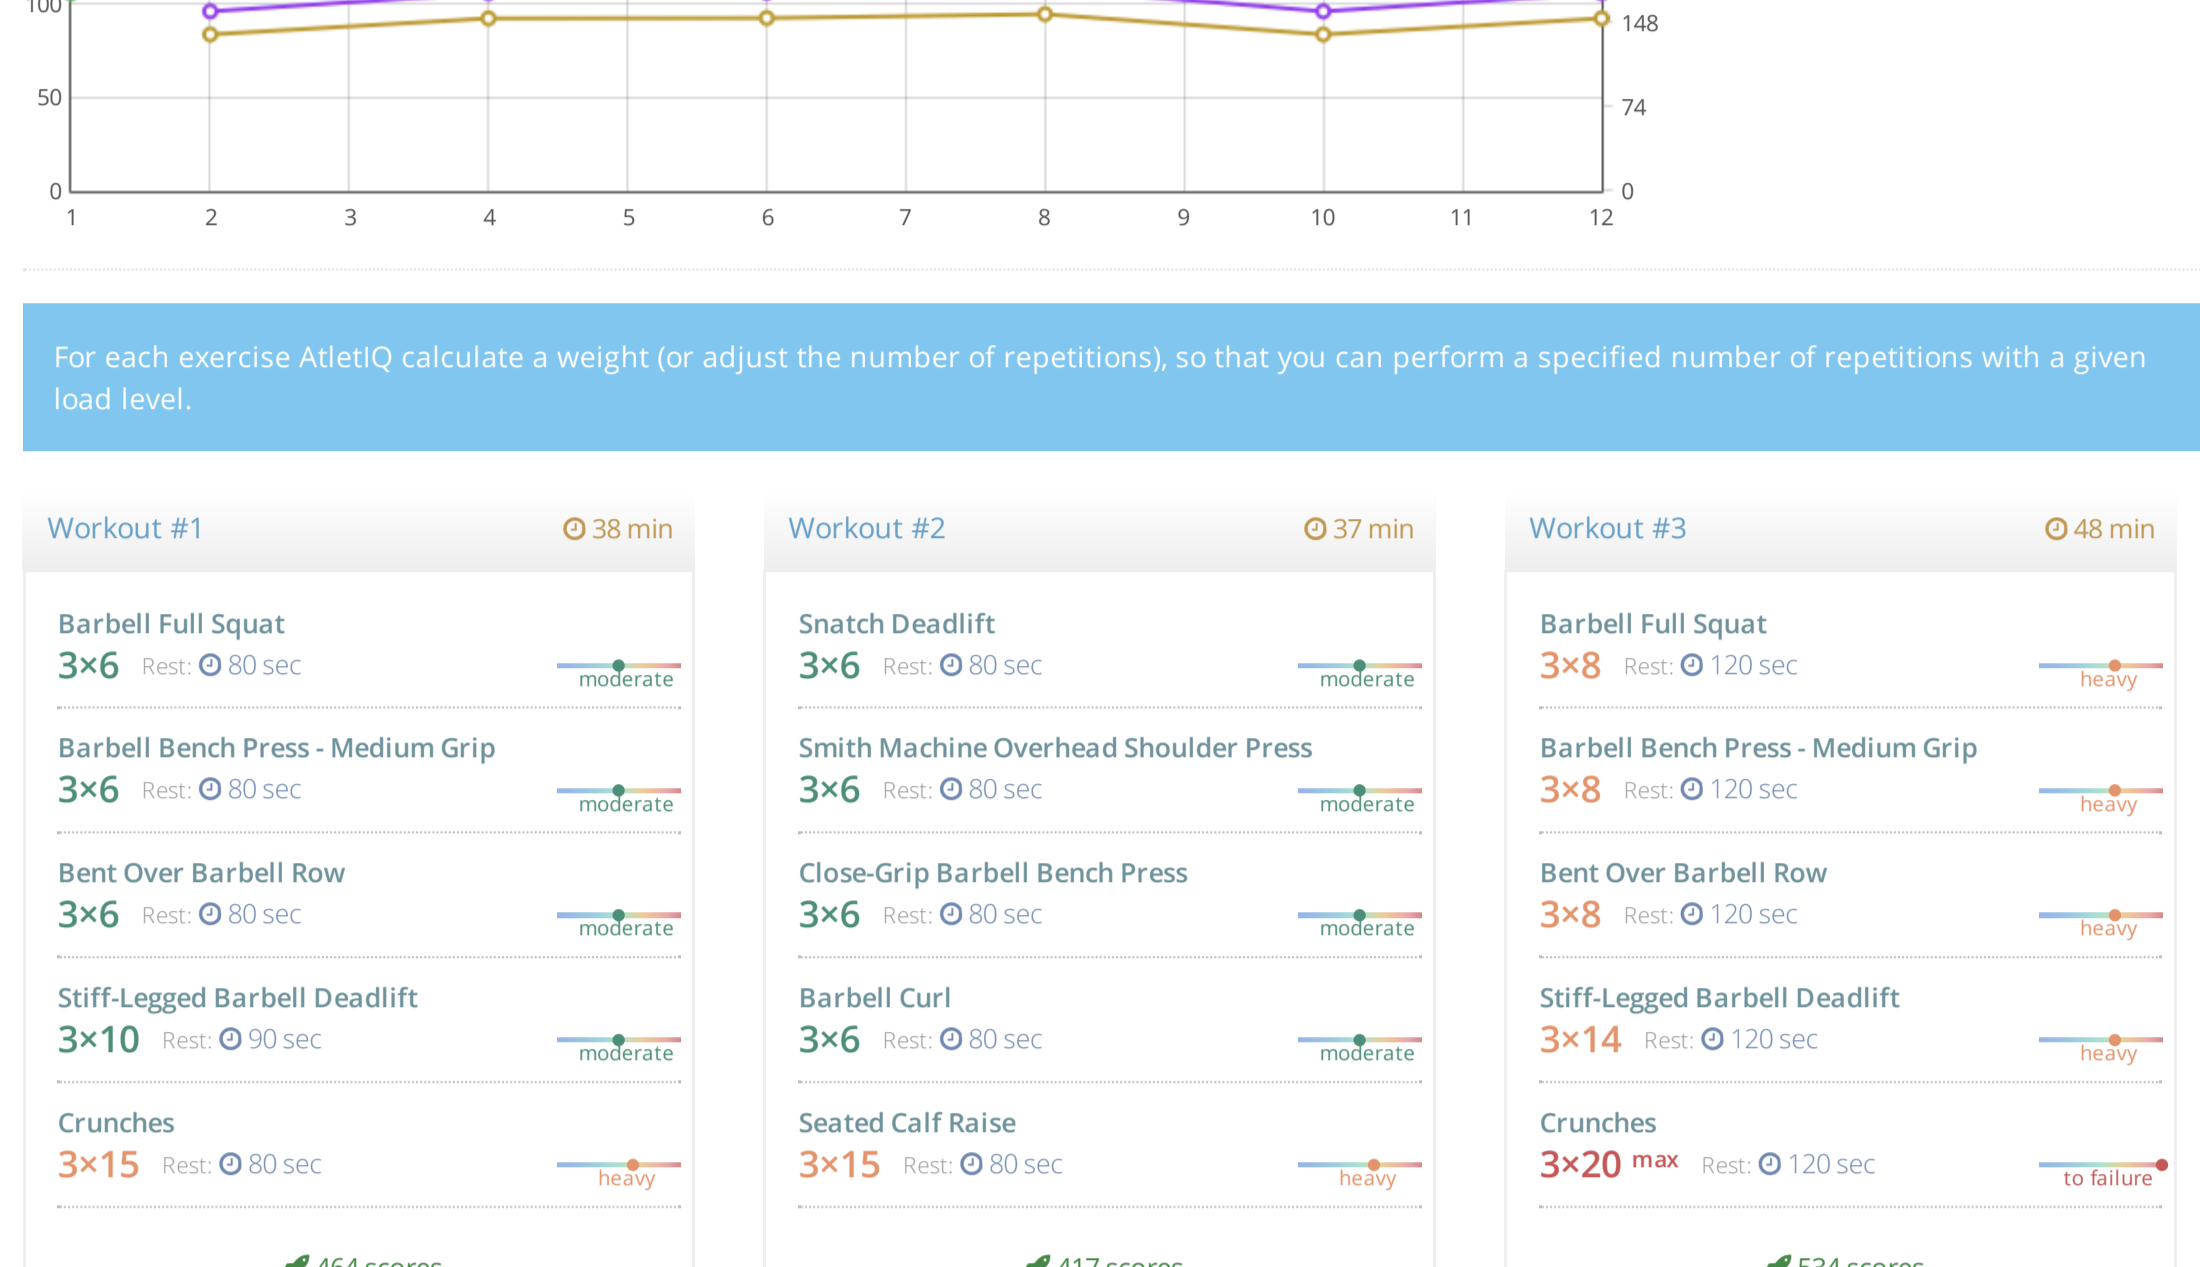 100
148
50
74
0
0
1 2 3 4 5 6 7 8 9 10 11 12
For each exercise AtletIQ calculate a weight (or adjust the number of repetitions), so that you can perform a specified number of repetitions with a given
load level.
Workout #1 38 min
Barbell Full Squat
3×6 Rest: 80 sec
moderate
Barbell Bench Press - Medium Grip
3×6 Rest: 80 sec
moderate
Bent Over Barbell Row
3×6 Rest: 80 sec
moderate
Stiff-Legged Barbell Deadlift
3×10 Rest: 90 sec
moderate
Crunches
3×15 Rest: 80 sec
heavy
464 scores
Workout #2 37 min
Snatch Deadlift
3×6 Rest: 80 sec
moderate
Smith Machine Overhead Shoulder Press
3×6 Rest: 80 sec
moderate
Close-Grip Barbell Bench Press
3×6 Rest: 80 sec
moderate
Barbell Curl
3×6 Rest: 80 sec
moderate
Seated Calf Raise
3×15 Rest: 80 sec
heavy
417 scores
Workout #3 48 min
Barbell Full Squat
3×8 Rest: 120 sec
heavy
Barbell Bench Press - Medium Grip
3×8 Rest: 120 sec
heavy
Bent Over Barbell Row
3×8 Rest: 120 sec
heavy
Stiff-Legged Barbell Deadlift
3×14 Rest: 120 sec
heavy
Crunches
3×20 max Rest: 120 sec
to failure
534 scores